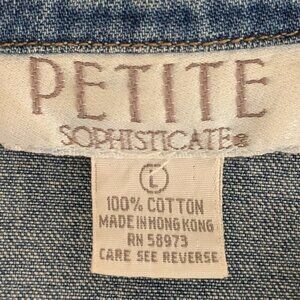 PETITE
SOPHISTICATE®
L
100% COTTON
MADE IN HONG KONG
RN 58973
CARE SEE REVERSE